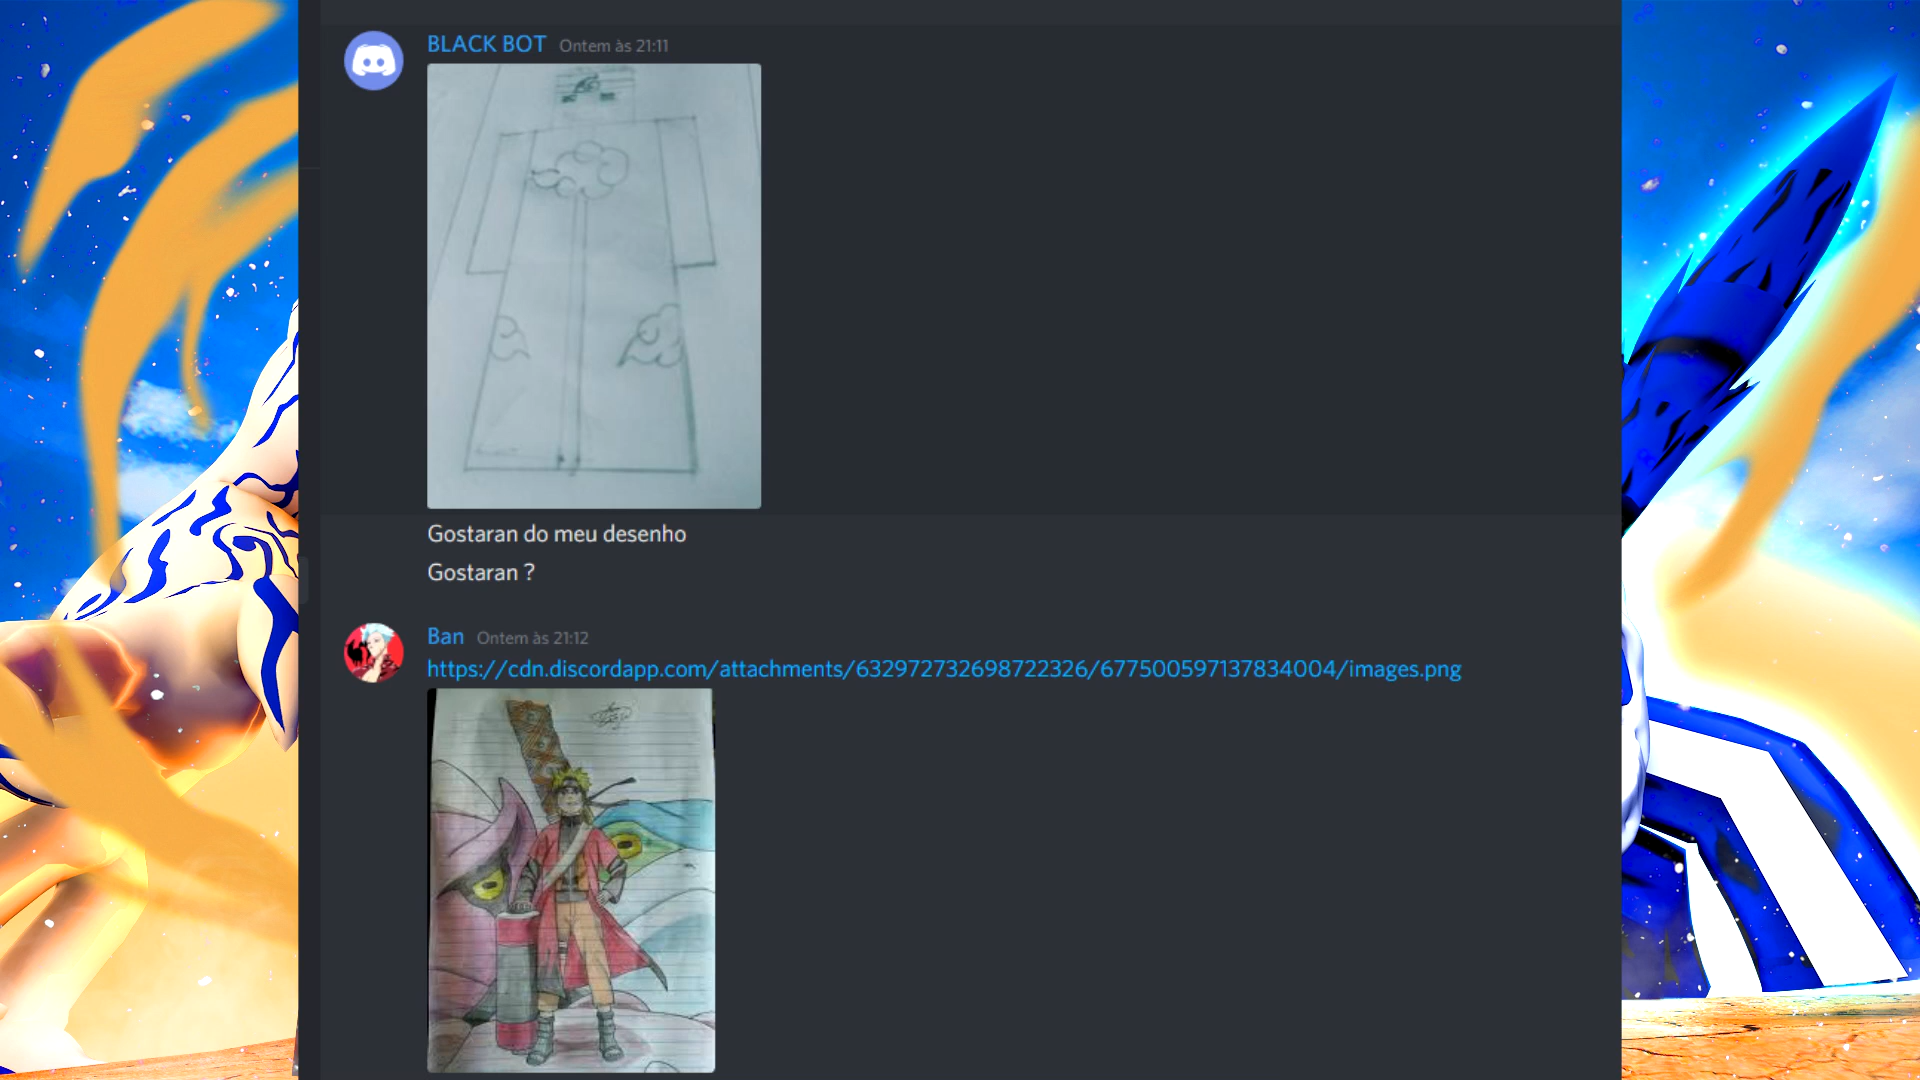 BLACK BOT Ontem às 21:11
Gostaran do meu desenho
Gostaran ?
Ban Ontem às 21:12
https://cdn.discordapp.com/attachments/632972732698722326/677500597137834004/images.png